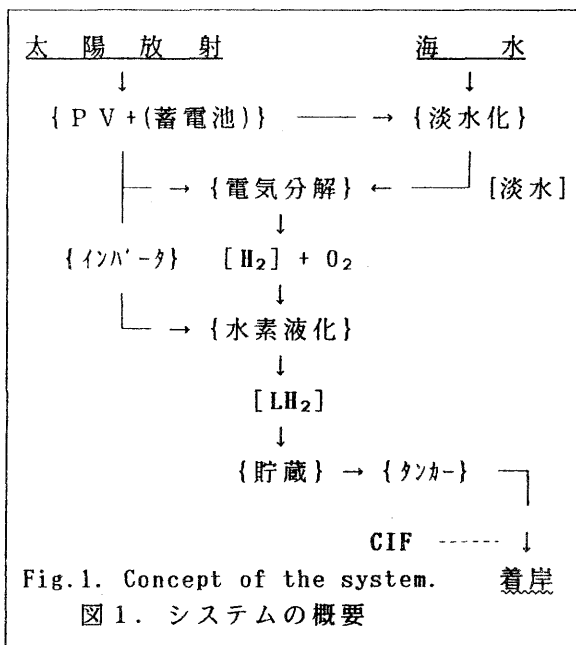 太陽放射 海水
↓ ↓
{PV+(蓄電池)} ―― → {淡水化}
→ {電気分解} ← [淡水]
↓
{ｲﾝﾊﾞｰﾀ} [H₂] + O₂
↓
→ {水素液化}
↓
[LH₂]
↓
{貯蔵} → {ﾀﾝｶｰ}
CIF ------ ↓
Fig.1. Concept of the system. 着岸
図1. システムの概要